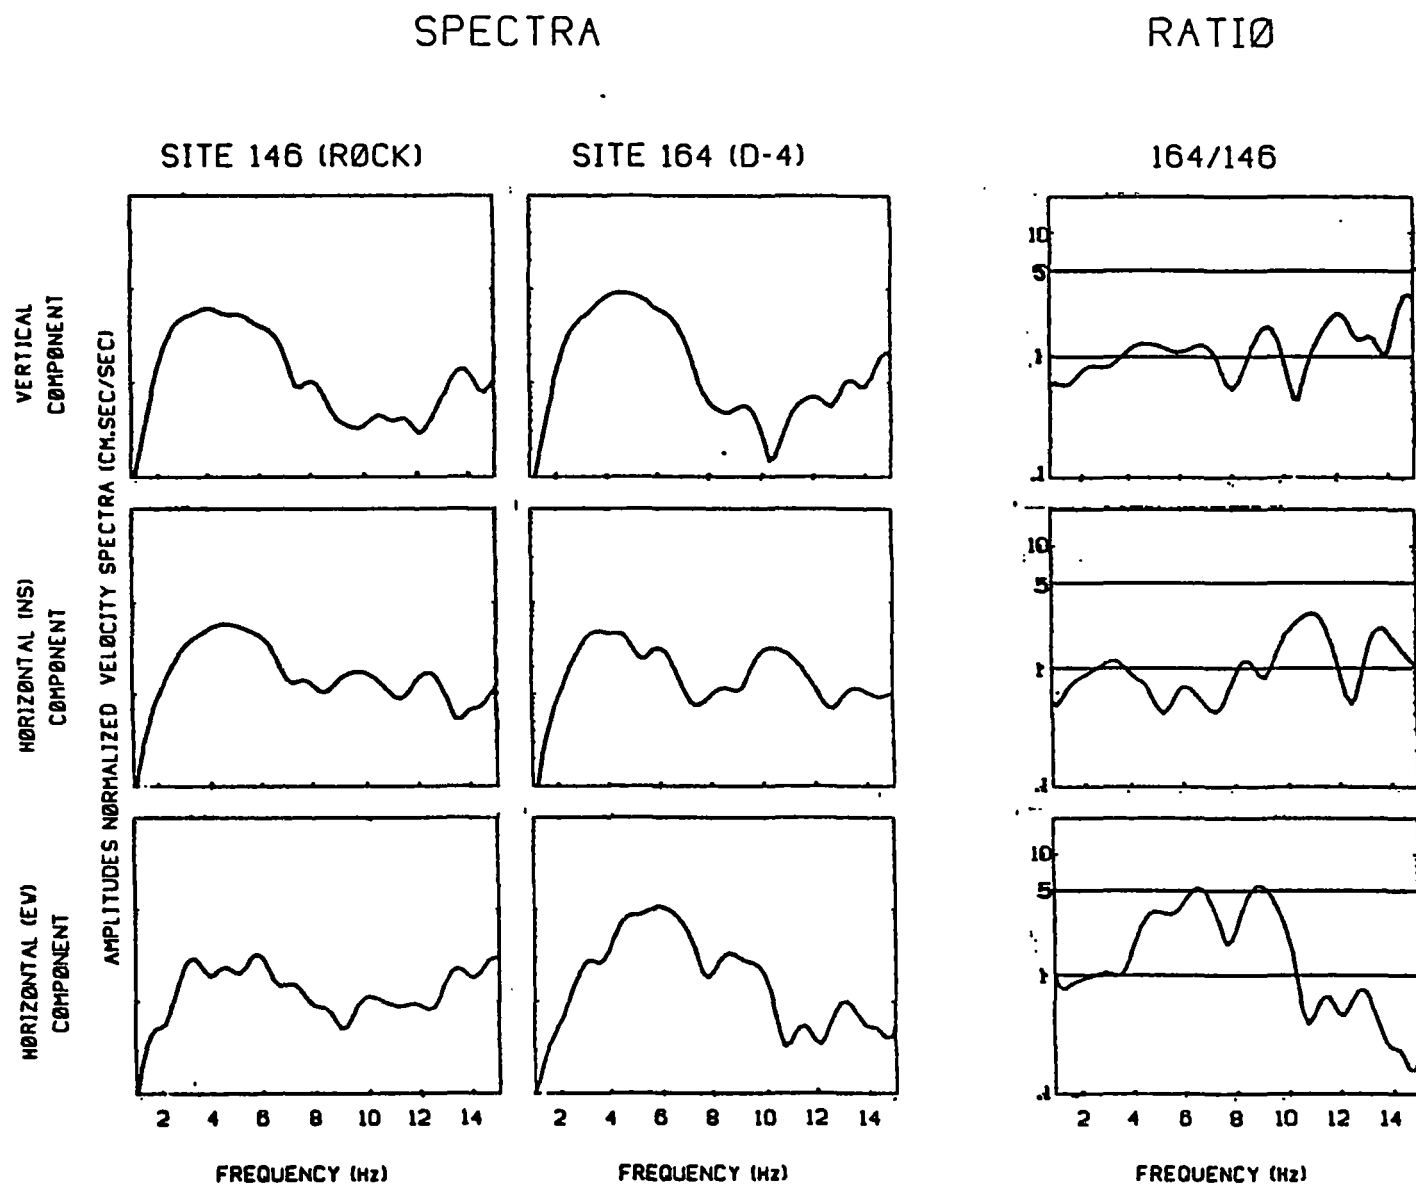 SPECTRA
RATIØ
SITE 146 (RØCK)
SITE 164 (D-4)
164/146
VERTICAL
CØMPØNENT
HØRIZØNTAL (NS)
CØMPØNENT
HØRIZØNTAL (EW)
CØMPØNENT
AMPLITUDES NØRMALIZED VELØCITY SPECTRA (CM.SEC/SEC)
10
5
.1
.1
10
5
1
.1
10
5
1
.1
2 4 6 8 10 12 14
2 4 6 8 10 12 14
2 4 6 8 10 12 14
FREQUENCY (Hz)
FREQUENCY (Hz)
FREQUENCY (Hz)